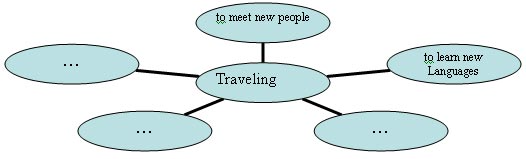 to meet new people
...
to learn new
Languages
Traveling
...
...